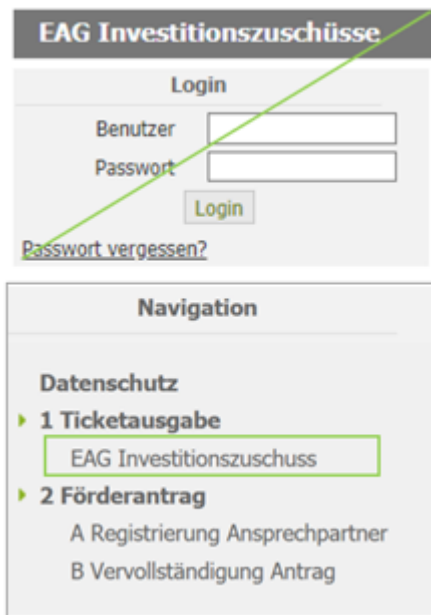 EAG Investitionszuschüsse
Login
Benutzer
Passwort
Login
Passwort vergessen?
Navigation
Datenschutz
1 Ticketausgabe
EAG Investitionszuschuss
2 Förderantrag
A Registrierung Ansprechpartner
B Vervollständigung Antrag